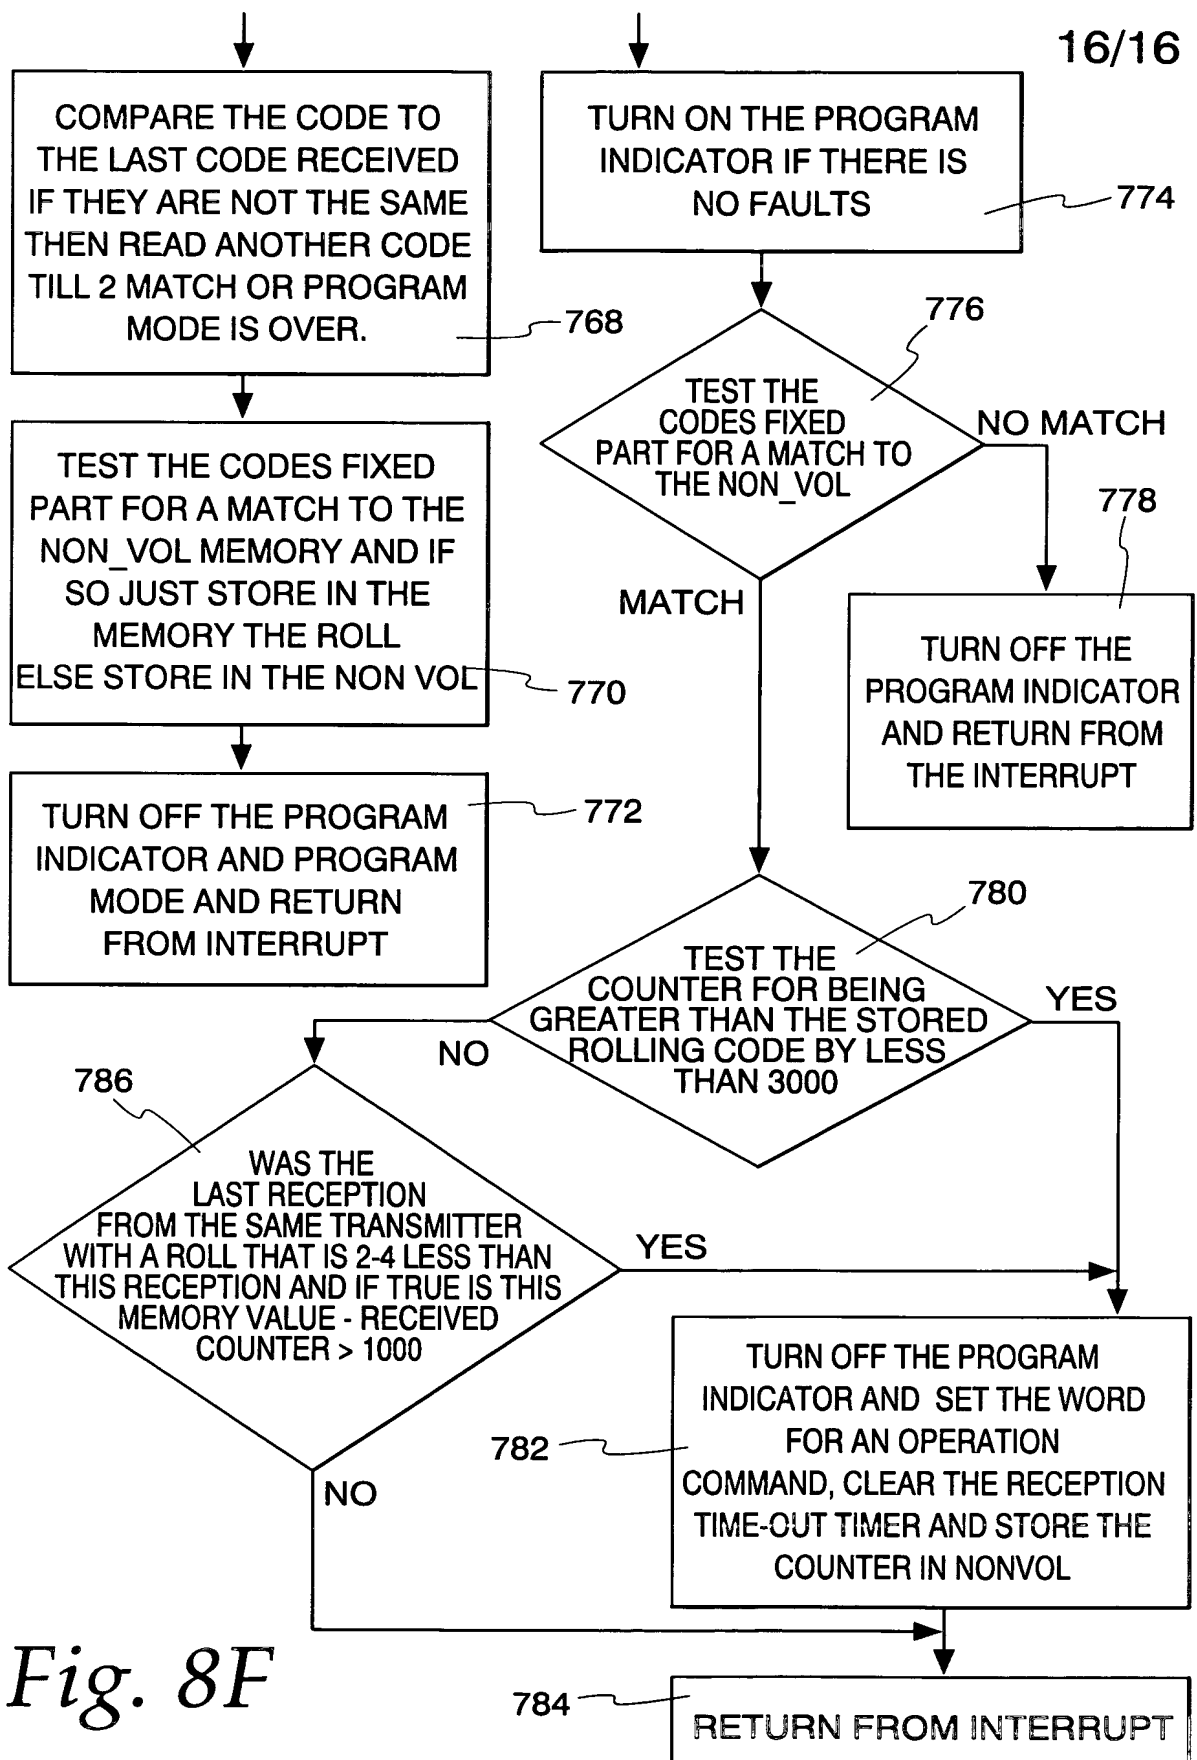 16/16
COMPARE THE CODE TO
THE LAST CODE RECEIVED
IF THEY ARE NOT THE SAME
THEN READ ANOTHER CODE
TILL 2 MATCH OR PROGRAM
MODE IS OVER.
768
TEST THE CODES FIXED
PART FOR A MATCH TO THE
NON_VOL MEMORY AND IF
SO JUST STORE IN THE
MEMORY THE ROLL
ELSE STORE IN THE NON VOL
770
TURN OFF THE PROGRAM
INDICATOR AND PROGRAM
MODE AND RETURN
FROM INTERRUPT
772
TURN ON THE PROGRAM
INDICATOR IF THERE IS
NO FAULTS
774
776
TEST THE
CODES FIXED
PART FOR A MATCH TO
THE NON_VOL
NO MATCH
778
TURN OFF THE
PROGRAM INDICATOR
AND RETURN FROM
THE INTERRUPT
MATCH
780
TEST THE
COUNTER FOR BEING
GREATER THAN THE STORED
ROLLING CODE BY LESS
THAN 3000
YES
NO
786
WAS THE
LAST RECEPTION
FROM THE SAME TRANSMITTER
WITH A ROLL THAT IS 2-4 LESS THAN
THIS RECEPTION AND IF TRUE IS THIS
MEMORY VALUE - RECEIVED
COUNTER > 1000
YES
NO
TURN OFF THE PROGRAM
INDICATOR AND SET THE WORD
FOR AN OPERATION
COMMAND, CLEAR THE RECEPTION
TIME-OUT TIMER AND STORE THE
COUNTER IN NONVOL
782
784
RETURN FROM INTERRUPT
Fig. 8F